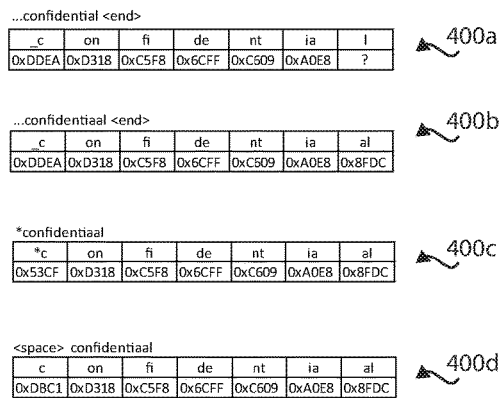 ...confidential <end>
400a
_c on fi de nt ia l
0xDDEA 0xD318 0xC5F8 0x6CFF 0xC609 0xA0E8 ?
...confidentiaal <end>
400b
_c on fi de nt ia al
0xDDEA 0xD318 0xC5F8 0x6CFF 0xC609 0xA0E8 0x8FDC
*confidentiaal
400c
*c on fi de nt ia al
0x53CF 0xD318 0xC5F8 0x6CFF 0xC609 0xA0E8 0x8FDC
<space> confidentiaal
400d
c on fi de nt ia al
0xDBC1 0xD318 0xC5F8 0x6CFF 0xC609 0xA0E8 0x8FDC